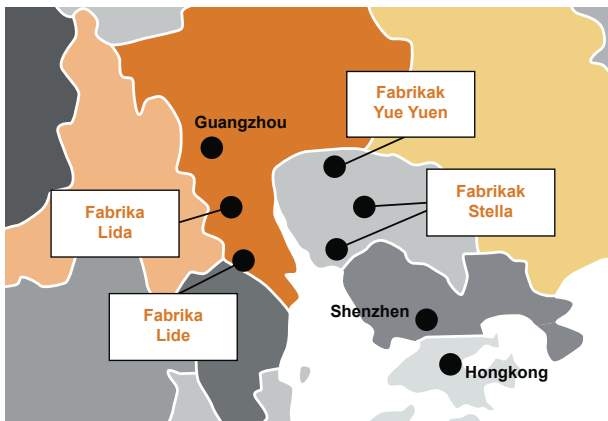 Fabrikak
Yue Yuen
Guangzhou
Fabrika
Lida
Fabrikak
Stella
Fabrika
Lide
Shenzhen
Hongkong